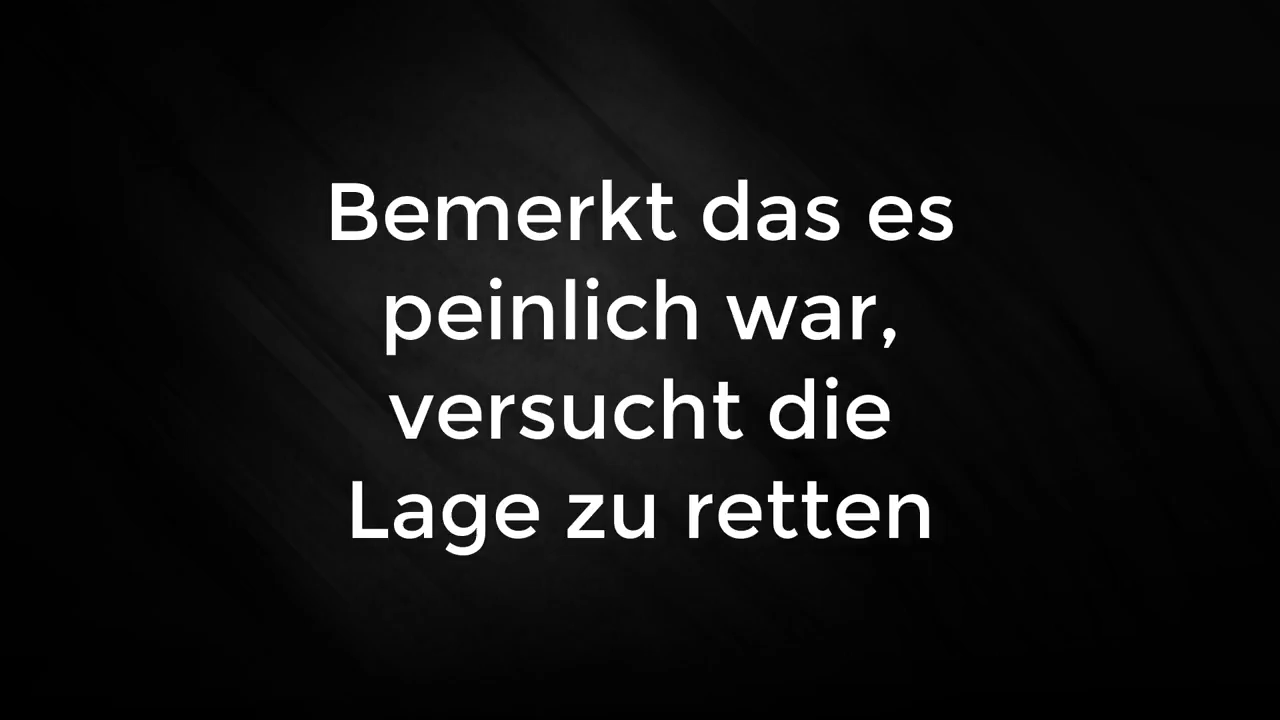 Bemerkt das es
peinlich war,
versucht die
Lage zu retten